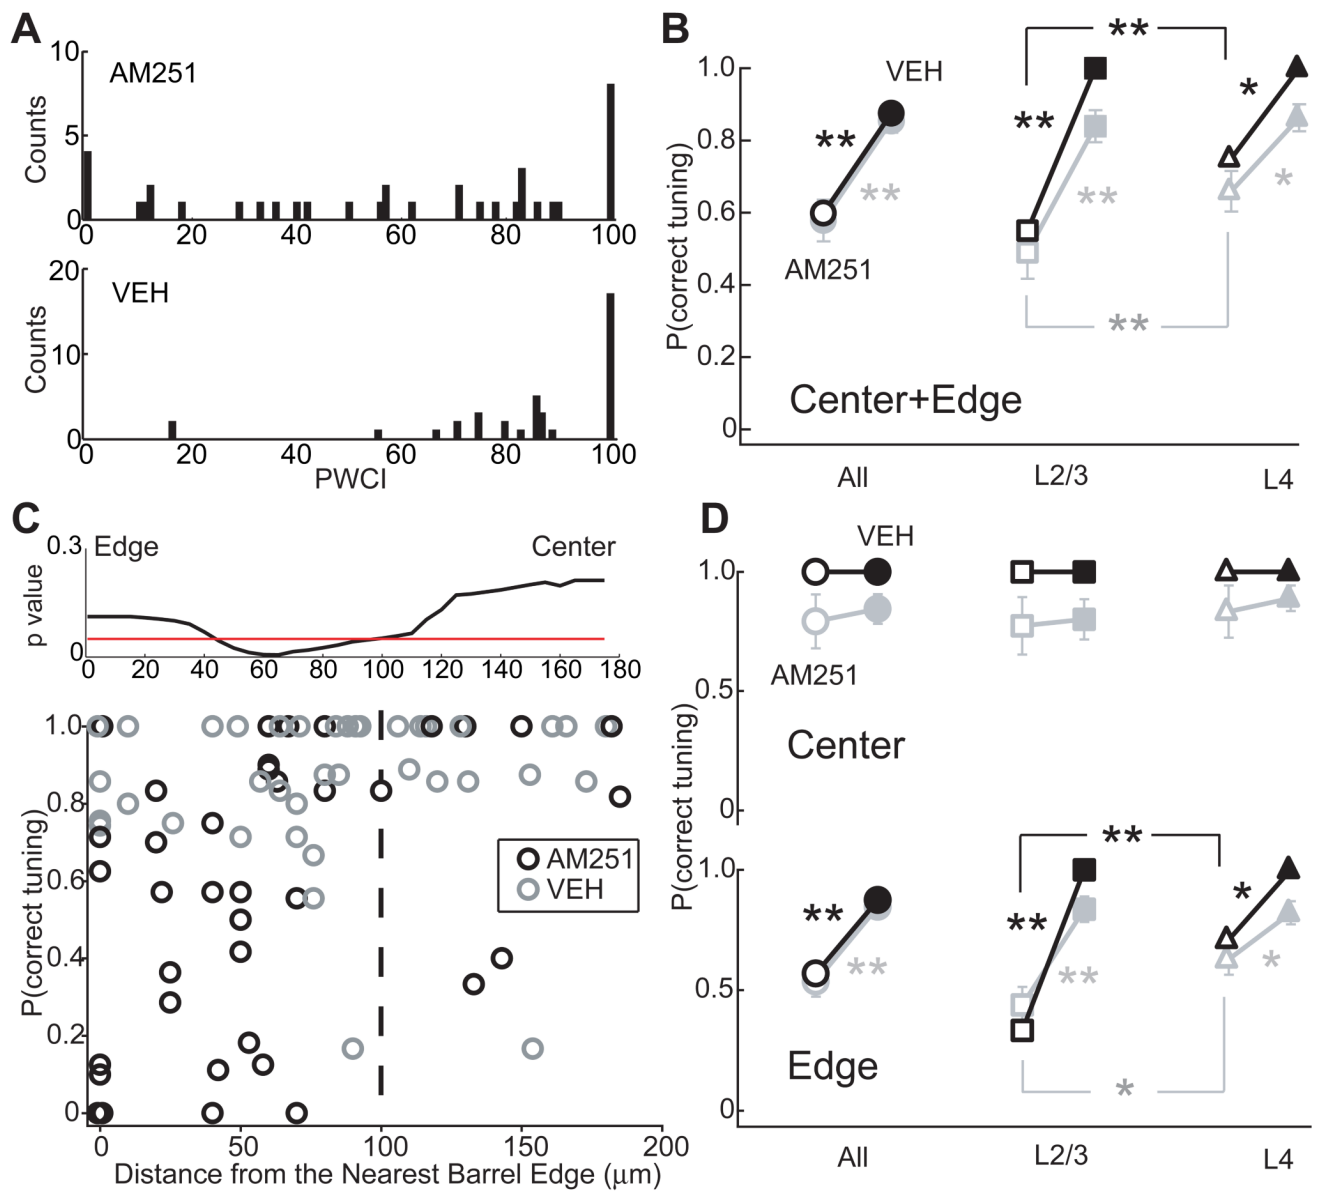 A
AM251
Counts
10
5
0
0 20 40 60 80 100
VEH
Counts
20
10
0
0 20 40 60 80 100
PWCI
B
VEH
AM251
P(correct tuning)
1.0
0.8
0.6
0.4
0.2
0
**
**
**
**
**
*
*
**
Center+Edge
All L2/3 L4
C
Edge Center
p value
0.3
0
0 20 40 60 80 100 120 140 160 180
P(correct tuning)
1.0
0.8
0.6
0.4
0.2
0
AM251
VEH
0 50 100 150 200
Distance from the Nearest Barrel Edge (µm)
D
VEH
AM251
P(correct tuning)
1.0
0.5
0
Center
1.0
0.5
0
**
**
**
**
**
*
*
*
Edge
All L2/3 L4